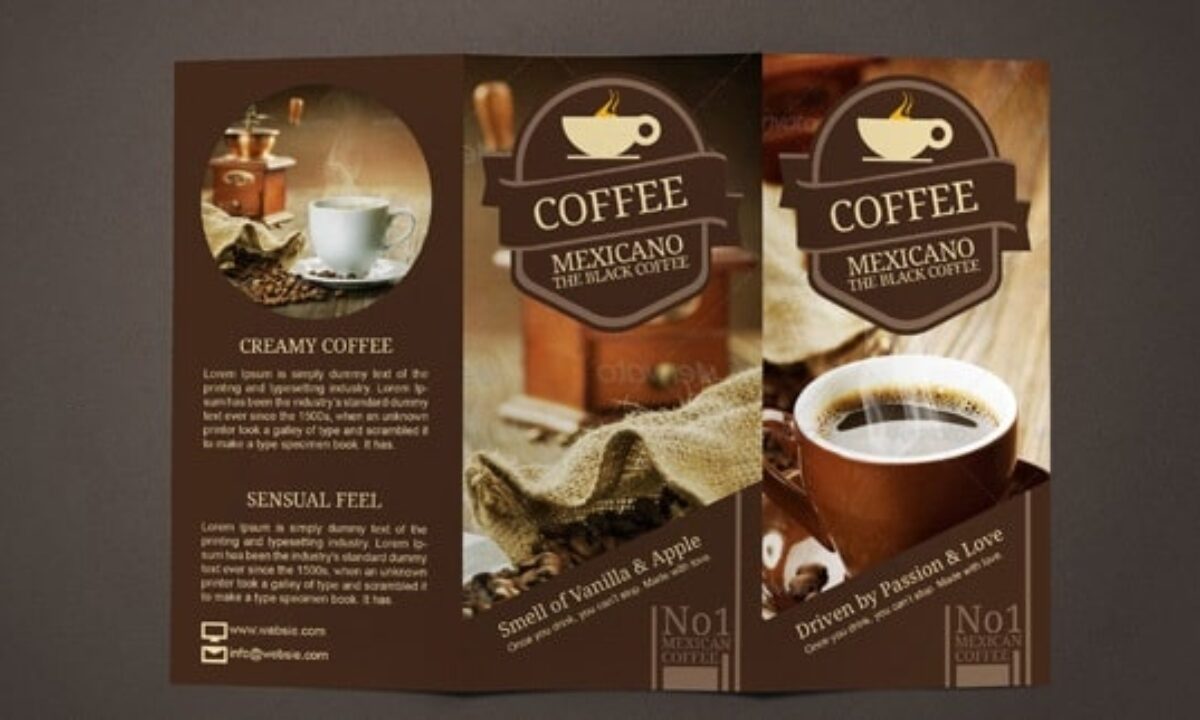 CREAMY COFFEE
Lorem Ipsum is simply dummy text of the
printing and typesetting industry. Lorem Ip-
sum has been the industry's standard dummy
text ever since the 1500s, when an unknown
printer took a galley of type and scrambled it
to make a type specimen book. It has.
SENSUAL FEEL
Lorem Ipsum is simply dummy text of the
printing and typesetting industry. Lorem Ip-
sum has been the industry's standard dummy
text ever since the 1500s, when an unknown
printer took a galley of type and scrambled it
to make a type specimen book. It has.
www.websie.com
info@websie.com
COFFEE
MEXICANO
THE BLACK COFFEE
Smell of Vanilla & Apple
Once you drink, you can't stop. Made with love.
No1
MEXICAN
COFFEE
COFFEE
MEXICANO
THE BLACK COFFEE
Driven by Passion & Love
Once you drink, you can't stop. Made with love.
No1
MEXICAN
COFFEE